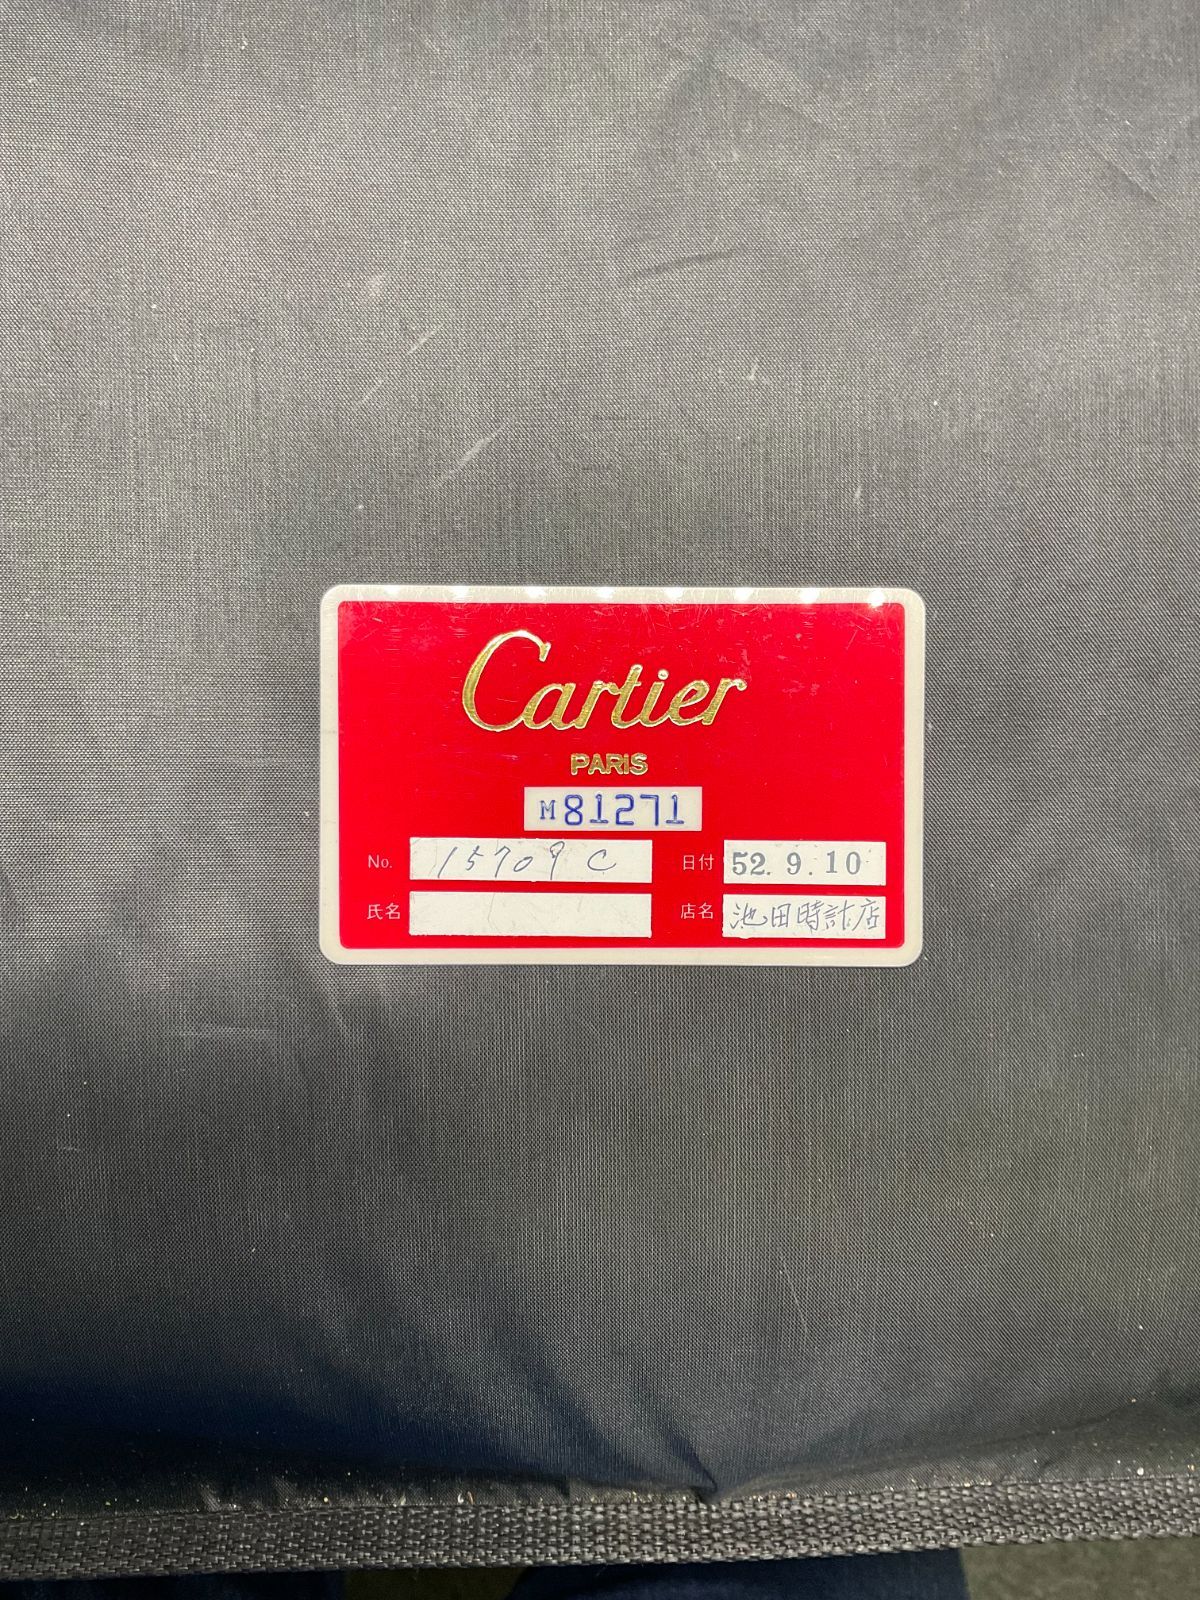 Cartier
PARIS
M81271
No. 15709 C 日付 52. 9. 10
氏名 店名 池田時計店